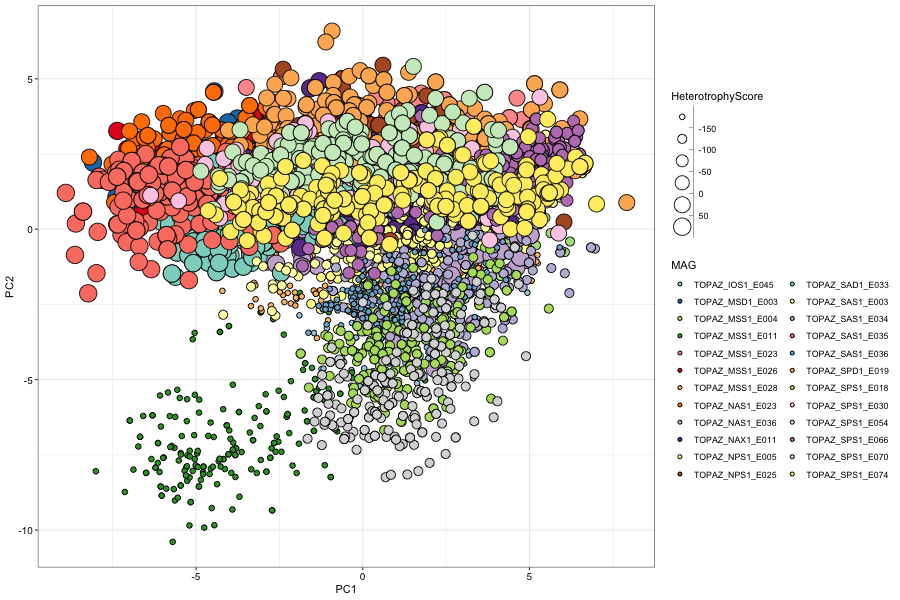 5
0
-5
-10
PC2
-5
0
5
PC1
HeterotrophyScore
-150
-100
-50
0
50
MAG
TOPAZ_IOS1_E045
TOPAZ_MSD1_E003
TOPAZ_MSS1_E004
TOPAZ_MSS1_E011
TOPAZ_MSS1_E023
TOPAZ_MSS1_E026
TOPAZ_MSS1_E028
TOPAZ_NAS1_E023
TOPAZ_NAS1_E036
TOPAZ_NAX1_E011
TOPAZ_NPS1_E005
TOPAZ_NPS1_E025
TOPAZ_SAD1_E033
TOPAZ_SAS1_E003
TOPAZ_SAS1_E034
TOPAZ_SAS1_E035
TOPAZ_SAS1_E036
TOPAZ_SPD1_E019
TOPAZ_SPS1_E018
TOPAZ_SPS1_E030
TOPAZ_SPS1_E054
TOPAZ_SPS1_E066
TOPAZ_SPS1_E070
TOPAZ_SPS1_E074